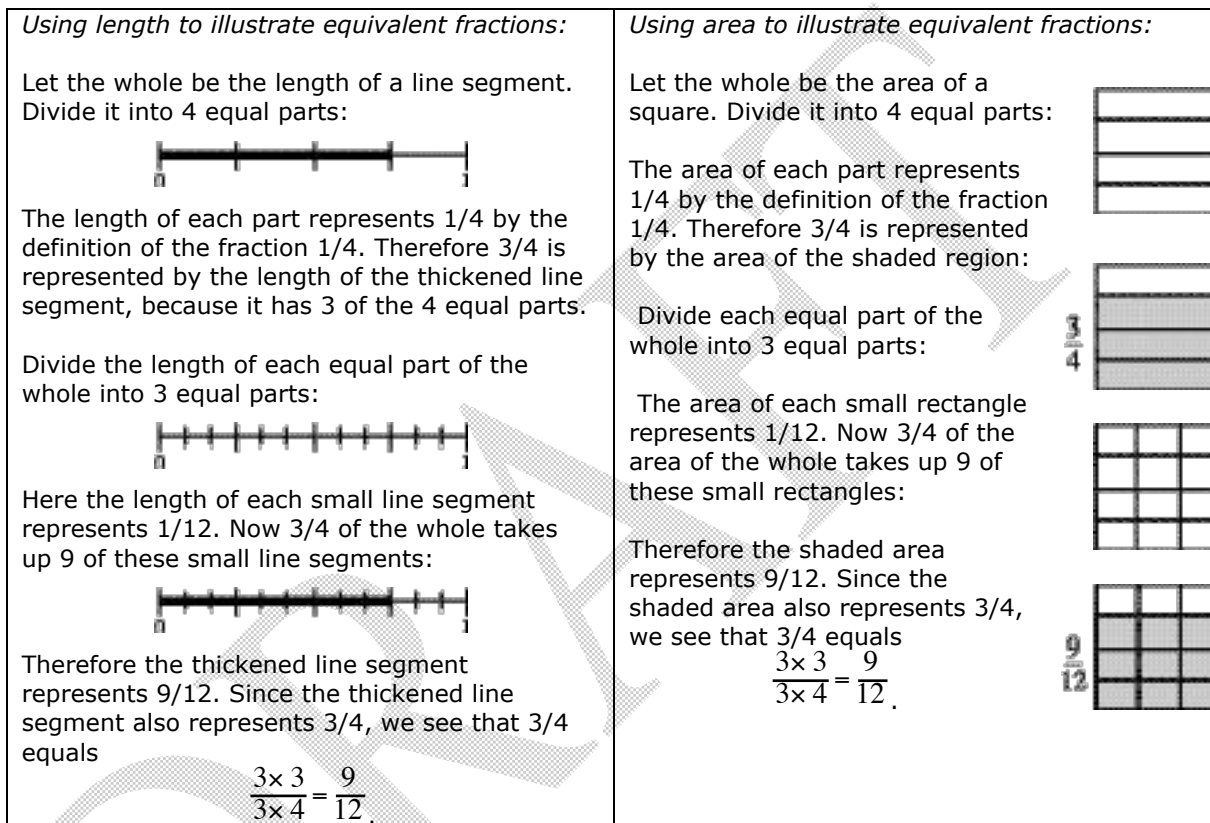 Using length to illustrate equivalent fractions:
Let the whole be the length of a line segment.
Divide it into 4 equal parts:
0 1
The length of each part represents 1/4 by the
definition of the fraction 1/4. Therefore 3/4 is
represented by the length of the thickened line
segment, because it has 3 of the 4 equal parts.
Divide the length of each equal part of the
whole into 3 equal parts:
0 1
Here the length of each small line segment
represents 1/12. Now 3/4 of the whole takes
up 9 of these small line segments:
0 1
Therefore the thickened line segment
represents 9/12. Since the thickened line
segment also represents 3/4, we see that 3/4
equals
3× 3 / 3× 4 = 9 / 12 .
Using area to illustrate equivalent fractions:
Let the whole be the area of a
square. Divide it into 4 equal parts:
The area of each part represents
1/4 by the definition of the fraction
1/4. Therefore 3/4 is represented
by the area of the shaded region:
3/4
Divide each equal part of the
whole into 3 equal parts:
The area of each small rectangle
represents 1/12. Now 3/4 of the
area of the whole takes up 9 of
these small rectangles:
Therefore the shaded area
represents 9/12. Since the
shaded area also represents 3/4,
we see that 3/4 equals
3× 3 / 3× 4 = 9 / 12 .
9/12
DRAFT